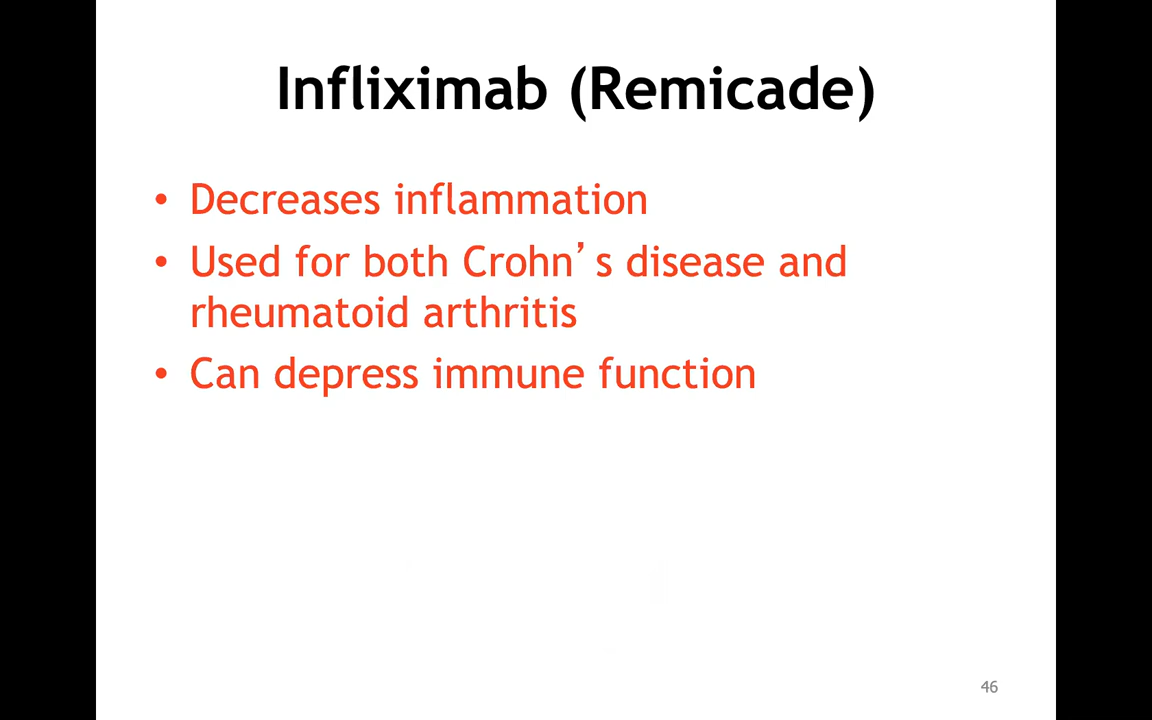 Infliximab (Remicade)
• Decreases inflammation
• Used for both Crohn’s disease and
rheumatoid arthritis
• Can depress immune function
46